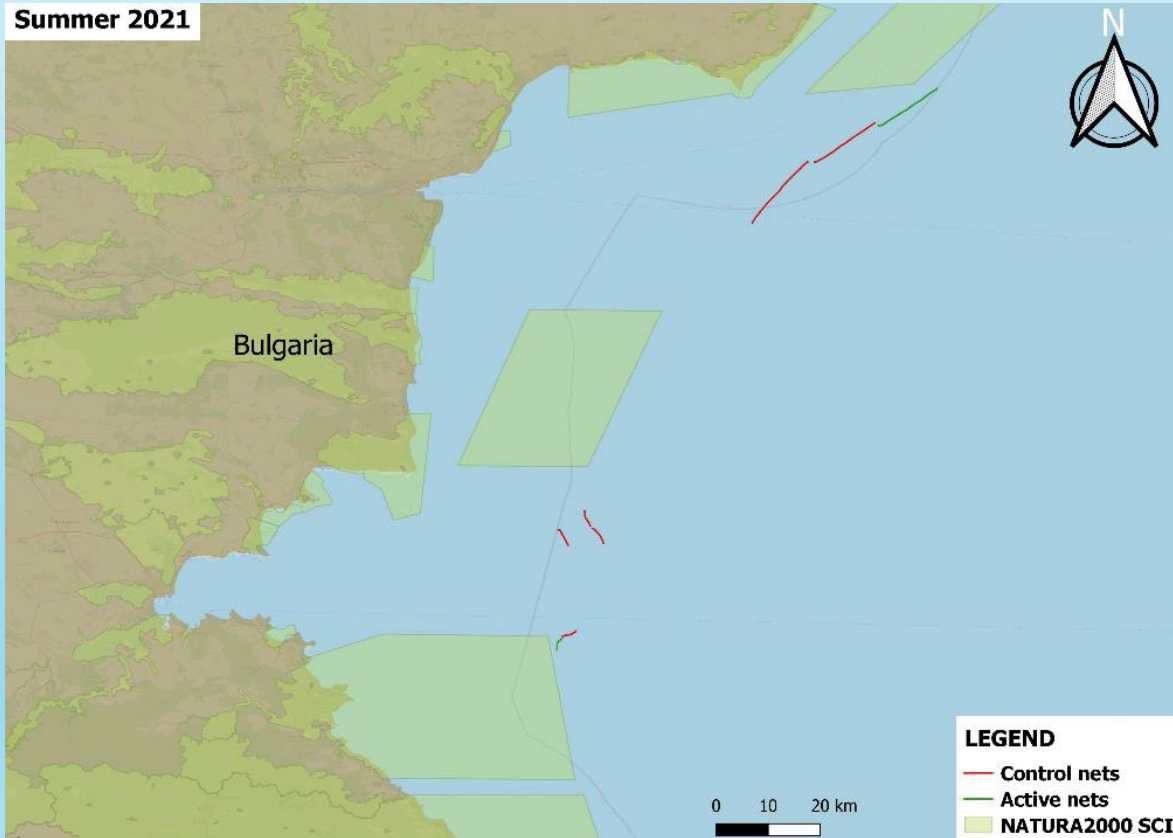 Summer 2021
N
Bulgaria
LEGEND
Control nets
Active nets
NATURA2000 SCI
0 10 20 km